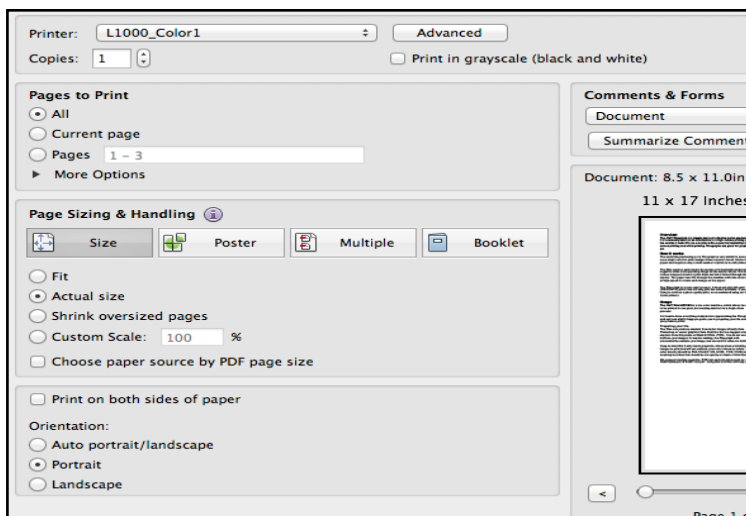 Printer: L1000_Color1 Advanced
Copies: 1 Print in grayscale (black and white)
Pages to Print
All
Current page
Pages 1 – 3
More Options
Comments & Forms
Document
Summarize Comment
Document: 8.5 x 11.0in
11 x 17 Inches
Page Sizing & Handling
Size Poster Multiple Booklet
Fit
Actual size
Shrink oversized pages
Custom Scale: 100 %
Choose paper source by PDF page size
Print on both sides of paper
Orientation:
Auto portrait/landscape
Portrait
Landscape
<
Page 1